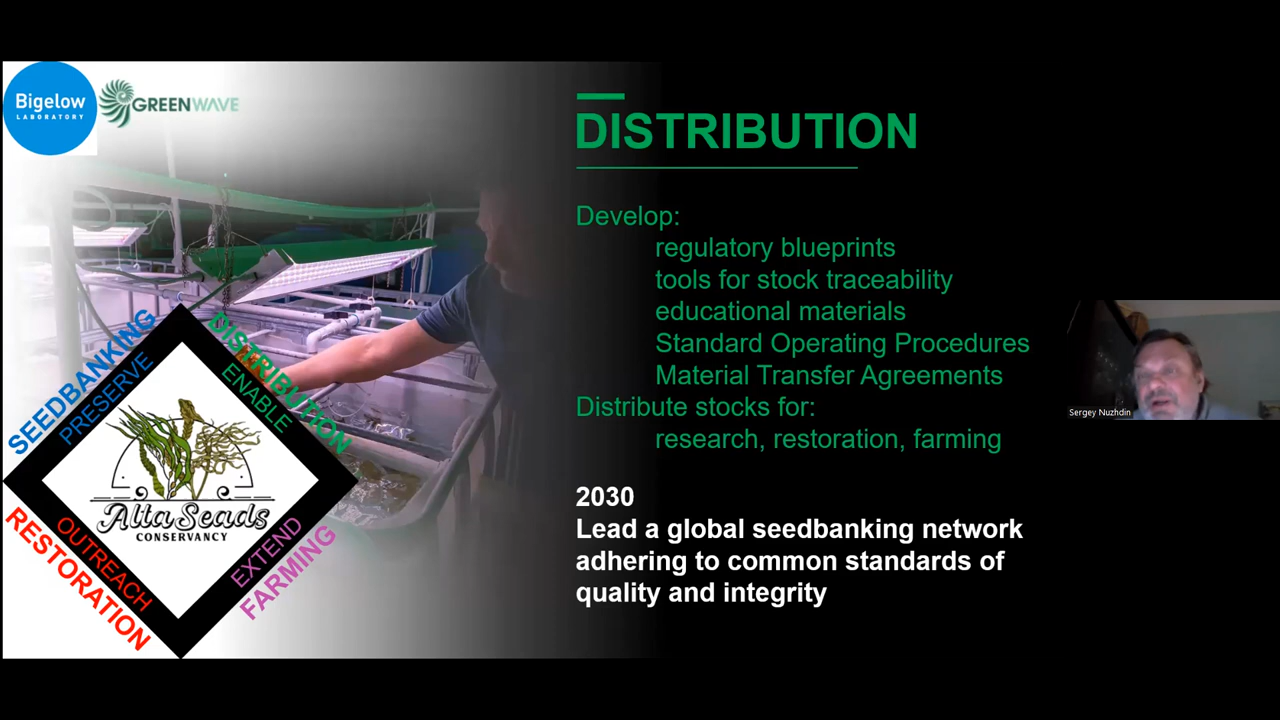 Bigelow
LABORATORY
GREENWAVE
DISTRIBUTION
Develop:
regulatory blueprints
tools for stock traceability
educational materials
Standard Operating Procedures
Material Transfer Agreements
Distribute stocks for:
research, restoration, farming
2030
Lead a global seedbanking network
adhering to common standards of
quality and integrity
SEEDBANKING
PRESERVE
DISTRIBUTION
ENABLE
AltaSeads
CONSERVANCY
OUTREACH
RESTORATION
EXTEND
FARMING
Sergey Nuzhdin